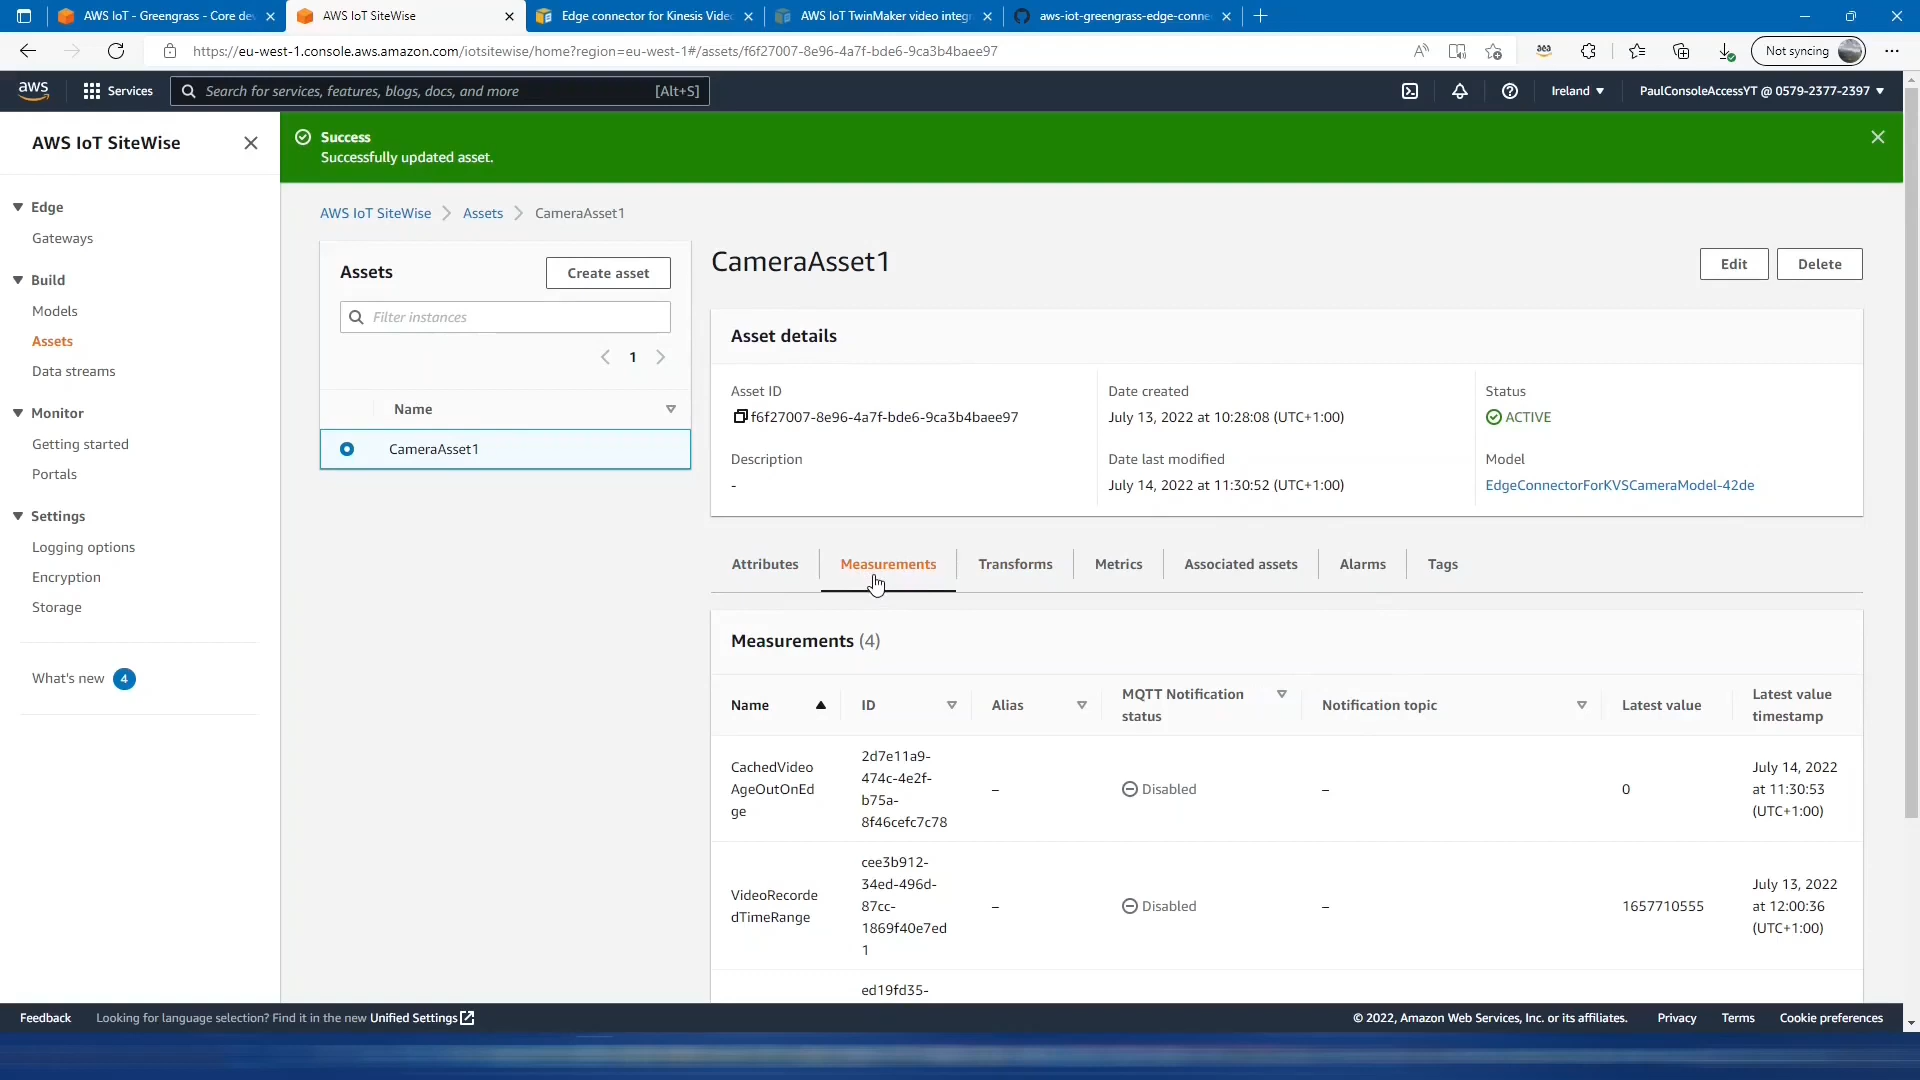 AWS IoT - Greengrass - Core de
AWS IoT SiteWise
Edge connector for Kinesis Vide
AWS IoT TwinMaker video integ
aws-iot-greengrass-edge-conne
https://eu-west-1.console.aws.amazon.com/iotsitewise/home?region=eu-west-1#/assets/f6f27007-8e96-4a7f-bde6-9ca3b4baee97
Not syncing
aws
Services
Search for services, features, blogs, docs, and more
[Alt+S]
Ireland
PaulConsoleAccessYT @ 0579-2377-2397
AWS IoT SiteWise
Edge
Gateways
Build
Models
Assets
Data streams
Monitor
Getting started
Portals
Settings
Logging options
Encryption
Storage
What's new 4
Success
Successfully updated asset.
AWS IoT SiteWise
Assets
CameraAsset1
Assets
Create asset
Filter instances
1
Name
CameraAsset1
CameraAsset1
Edit
Delete
Asset details
Asset ID
f6f27007-8e96-4a7f-bde6-9ca3b4baee97
Description
-
Date created
July 13, 2022 at 10:28:08 (UTC+1:00)
Date last modified
July 14, 2022 at 11:30:52 (UTC+1:00)
Status
ACTIVE
Model
EdgeConnectorForKVSCameraModel-42de
Attributes
Measurements
Transforms
Metrics
Associated assets
Alarms
Tags
Measurements (4)
Name
ID
Alias
MQTT Notification
status
Notification topic
Latest value
Latest value
timestamp
CachedVideo
AgeOutOnEd
ge
2d7e11a9-
474c-4e2f-
b75a-
8f46cefc7c78
–
Disabled
–
0
July 14, 2022
at 11:30:53
(UTC+1:00)
VideoRecorde
dTimeRange
cee3b912-
34ed-496d-
87cc-
1869f40e7ed
1
–
Disabled
–
1657710555
July 13, 2022
at 12:00:36
(UTC+1:00)
ed19fd35-
Feedback
Looking for language selection? Find it in the new Unified Settings
© 2022, Amazon Web Services, Inc. or its affiliates.
Privacy
Terms
Cookie preferences